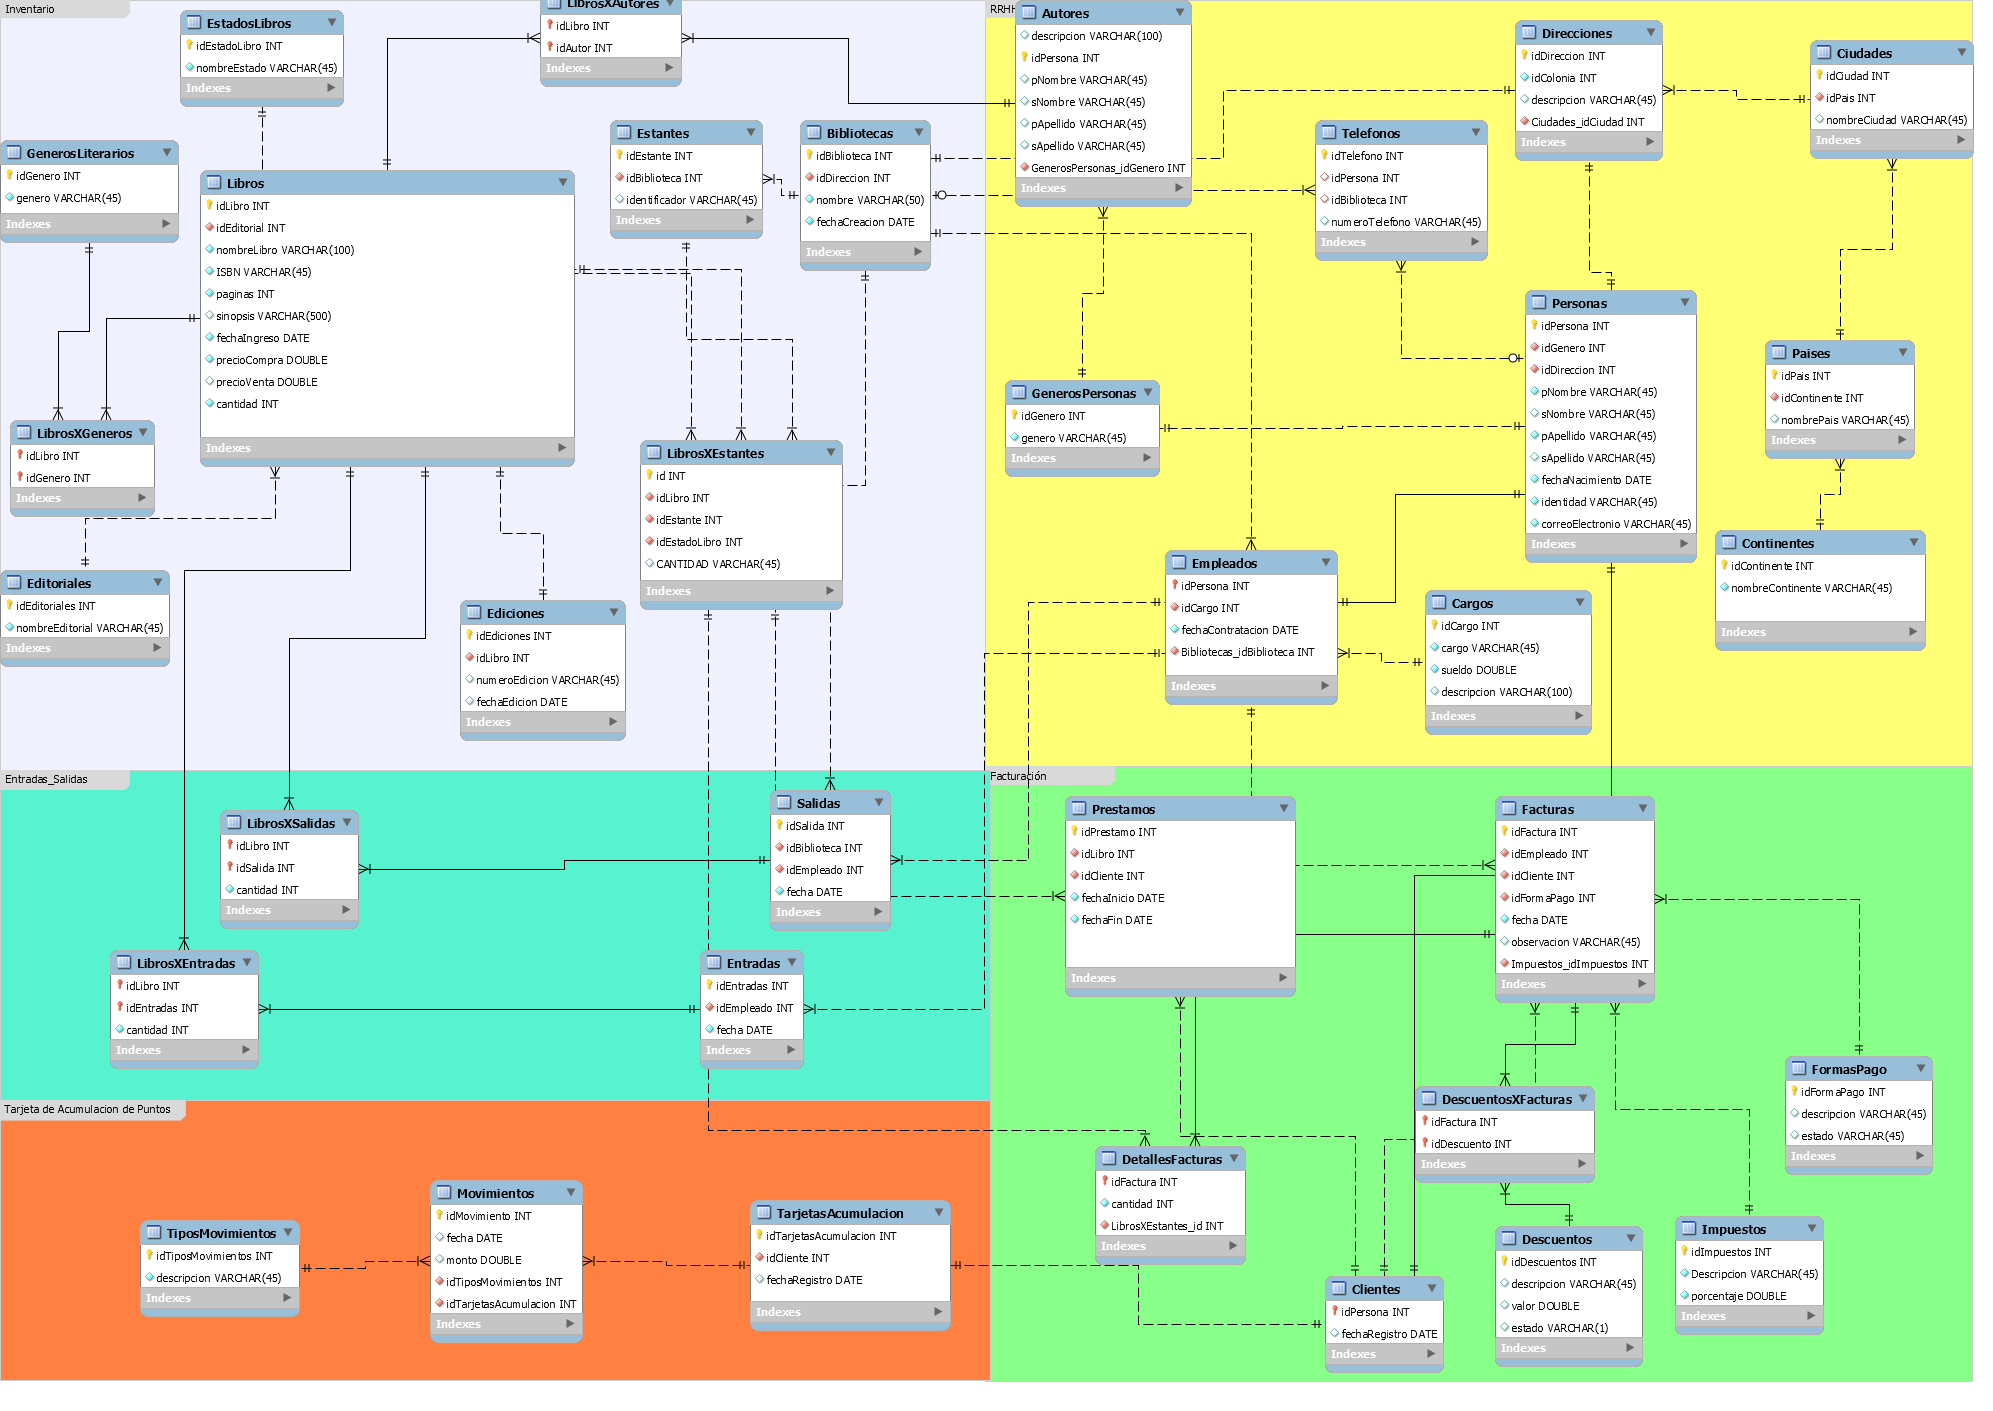 Inventario
EstadosLibros
idEstadoLibro INT
nombreEstado VARCHAR(45)
Indexes
LibrosXAutores
idLibro INT
idAutor INT
Indexes
GenerosLiterarios
idGenero INT
genero VARCHAR(45)
Indexes
Libros
idLibro INT
idEditorial INT
nombreLibro VARCHAR(100)
ISBN VARCHAR(45)
paginas INT
sinopsis VARCHAR(500)
fechaIngreso DATE
precioCompra DOUBLE
precioVenta DOUBLE
cantidad INT
Indexes
Estantes
idEstante INT
idBiblioteca INT
identificador VARCHAR(45)
Indexes
Bibliotecas
idBiblioteca INT
idDireccion INT
nombre VARCHAR(50)
fechaCreacion DATE
Indexes
LibrosXGeneros
idLibro INT
idGenero INT
Indexes
LibrosXEstantes
id INT
idLibro INT
idEstante INT
idEstadoLibro INT
CANTIDAD VARCHAR(45)
Indexes
Editoriales
idEditoriales INT
nombreEditorial VARCHAR(45)
Indexes
Ediciones
idEdiciones INT
idLibro INT
numeroEdicion VARCHAR(45)
fechaEdicion DATE
Indexes
RRHH
Autores
descripcion VARCHAR(100)
idPersona INT
pNombre VARCHAR(45)
sNombre VARCHAR(45)
pApellido VARCHAR(45)
sApellido VARCHAR(45)
GenerosPersonas_idGenero INT
Indexes
Direcciones
idDireccion INT
idColonia INT
descripcion VARCHAR(45)
Ciudades_idCiudad INT
Indexes
Ciudades
idCiudad INT
idPais INT
nombreCiudad VARCHAR(45)
Indexes
Telefonos
idTelefono INT
idPersona INT
idBiblioteca INT
numeroTelefono VARCHAR(45)
Indexes
Personas
idPersona INT
idGenero INT
idDireccion INT
pNombre VARCHAR(45)
sNombre VARCHAR(45)
pApellido VARCHAR(45)
sApellido VARCHAR(45)
fechaNacimiento DATE
identidad VARCHAR(45)
correoElectronio VARCHAR(45)
Indexes
Paises
idPais INT
idContinente INT
nombrePais VARCHAR(45)
Indexes
GenerosPersonas
idGenero INT
genero VARCHAR(45)
Indexes
Continentes
idContinente INT
nombreContinente VARCHAR(45)
Indexes
Empleados
idPersona INT
idCargo INT
fechaContratacion DATE
Bibliotecas_idBiblioteca INT
Indexes
Cargos
idCargo INT
cargo VARCHAR(45)
sueldo DOUBLE
descripcion VARCHAR(100)
Indexes
Entradas_Salidas
LibrosXSalidas
idLibro INT
idSalida INT
cantidad INT
Indexes
Salidas
idSalida INT
idBiblioteca INT
idEmpleado INT
fecha DATE
Indexes
LibrosXEntradas
idLibro INT
idEntradas INT
cantidad INT
Indexes
Entradas
idEntradas INT
idEmpleado INT
fecha DATE
Indexes
Facturación
Prestamos
idPrestamo INT
idLibro INT
idCliente INT
fechaInicio DATE
fechaFin DATE
Indexes
Facturas
idFactura INT
idEmpleado INT
idCliente INT
idFormaPago INT
fecha DATE
observacion VARCHAR(45)
Impuestos_idImpuestos INT
Indexes
FormasPago
idFormaPago INT
descripcion VARCHAR(45)
estado VARCHAR(45)
Indexes
DescuentosXFacturas
idFactura INT
idDescuento INT
Indexes
DetallesFacturas
idFactura INT
cantidad INT
LibrosXEstantes_id INT
Indexes
Descuentos
idDescuentos INT
descripcion VARCHAR(45)
valor DOUBLE
estado VARCHAR(1)
Indexes
Impuestos
idImpuestos INT
Descripcion VARCHAR(45)
porcentaje DOUBLE
Indexes
Clientes
idPersona INT
fechaRegistro DATE
Indexes
Tarjeta de Acumulacion de Puntos
TiposMovimientos
idTiposMovimientos INT
descripcion VARCHAR(45)
Indexes
Movimientos
idMovimiento INT
fecha DATE
monto DOUBLE
idTiposMovimientos INT
idTarjetasAcumulacion INT
Indexes
TarjetasAcumulacion
idTarjetasAcumulacion INT
idCliente INT
fechaRegistro DATE
Indexes